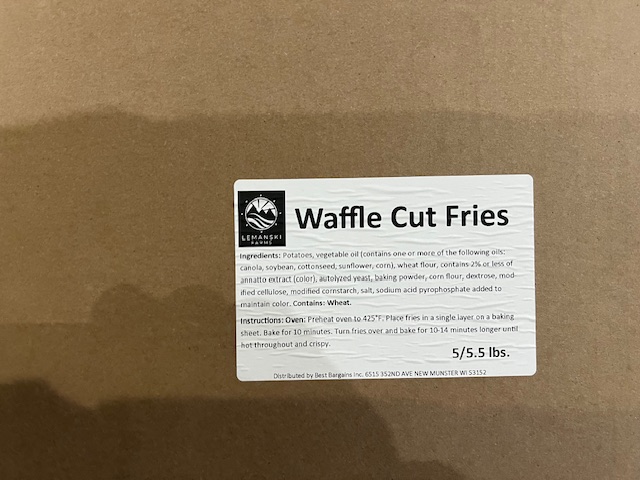 LEMANSKI
FARMS
Waffle Cut Fries
Ingredients: Potatoes, vegetable oil (contains one or more of the following oils:
canola, soybean, cottonseed, sunflower, corn), wheat flour, contains 2% or less of
annatto extract (color), autolyzed yeast, baking powder, corn flour, dextrose, mod-
ified cellulose, modified cornstarch, salt, sodium acid pyrophosphate added to
maintain color. Contains: Wheat.
Instructions: Oven: Preheat oven to 425°F. Place fries in a single layer on a baking
sheet. Bake for 10 minutes. Turn fries over and bake for 10-14 minutes longer until
hot throughout and crispy.
5/5.5 lbs.
Distributed by Best Bargains Inc. 6515 352ND AVE NEW MUNSTER WI 53152